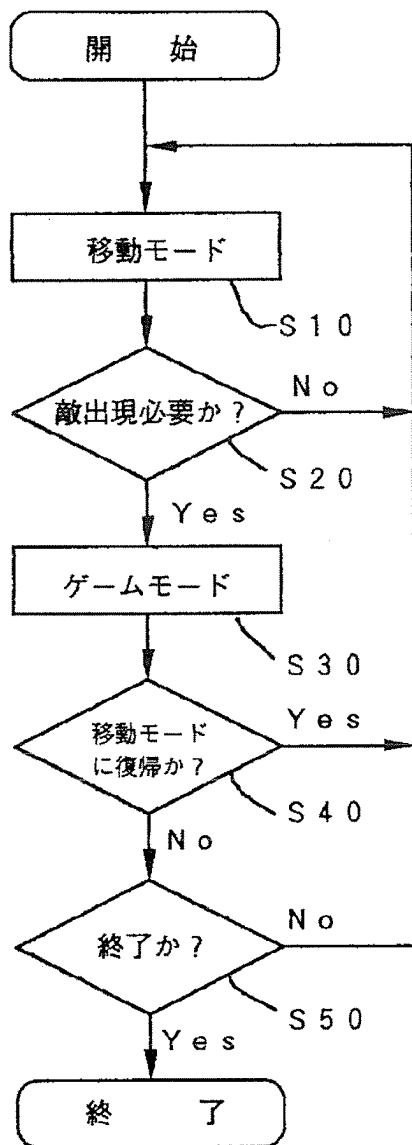 開 始
移動モード
S10
敵出現必要か?
No
S20
Yes
ゲームモード
S30
移動モード
に復帰か?
Yes
S40
No
終了か?
No
S50
Yes
終 了